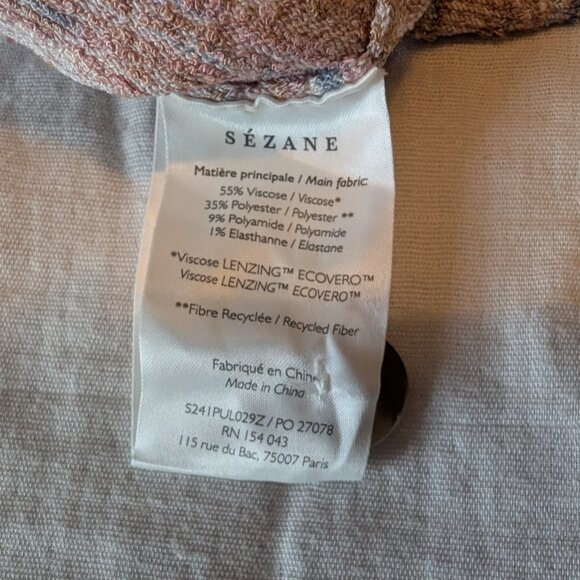 SÉZANE
Matière principale / Main fabric
55% Viscose / Viscose*
35% Polyester / Polyester **
9% Polyamide / Polyamide
1% Elasthanne / Elastane
*Viscose LENZING™ ECOVERO™
Viscose LENZING™ ECOVERO™
**Fibre Recyclée / Recycled Fiber
Fabriqué en Chine
Made in China
S241PUL029Z / PO 27078
RN 154 043
115 rue du Bac, 75007 Paris